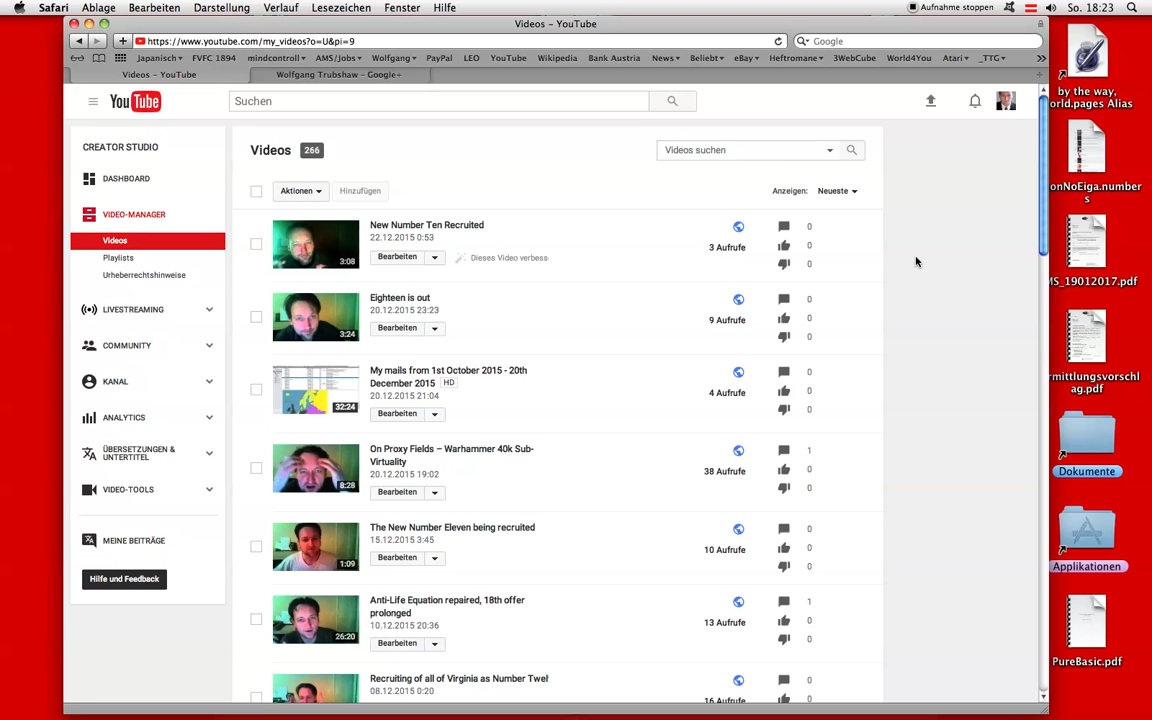 Safari Ablage Bearbeiten Darstellung Verlauf Lesezeichen Fenster Hilfe Aufnahme stoppen So. 18:23
Videos – YouTube
https://www.youtube.com/my_videos?o=U&pi=9 Google
Japanisch FVFC 1894 mindcontroll AMS/Jobs Wolfgang PayPal LEO YouTube Wikipedia Bank Austria News Beliebt eBay Heftromane 3WebCube World4You Atari _TTG
Videos – YouTube Wolfgang Trubshaw – Google+
YouTube Suchen
CREATOR STUDIO
DASHBOARD
VIDEO-MANAGER
Videos
Playlists
Urheberrechtshinweise
LIVESTREAMING
COMMUNITY
KANAL
ANALYTICS
ÜBERSETZUNGEN &
UNTERTITEL
VIDEO-TOOLS
MEINE BEITRÄGE
Hilfe und Feedback
Videos 266 Videos suchen
Aktionen Hinzufügen Anzeigen: Neueste
New Number Ten Recruited 0
22.12.2015 0:53 3 Aufrufe 0
3:08 Bearbeiten Dieses Video verbess 0
Eighteen is out 0
20.12.2015 23:23 9 Aufrufe 0
3:24 Bearbeiten 0
My mails from 1st October 2015 - 20th 0
December 2015 HD
20.12.2015 21:04 4 Aufrufe 0
32:24 Bearbeiten 0
On Proxy Fields – Warhammer 40k Sub- 1
Virtuality
20.12.2015 19:02 38 Aufrufe 0
8:28 Bearbeiten 0
The New Number Eleven being recruited 0
15.12.2015 3:45 10 Aufrufe 0
1:09 Bearbeiten 0
Anti-Life Equation repaired, 18th offer 1
prolonged
10.12.2015 20:36 13 Aufrufe 0
26:20 Bearbeiten 0
Recruiting of all of Virginia as Number Twel 0
08.12.2015 0:20 16 Aufrufe 0
by the way,
orld.pages Alias
onNoEiga.number
s
MS_19012017.pdf
rmittlungsvorschl
ag.pdf
Dokumente
Applikationen
PureBasic.pdf